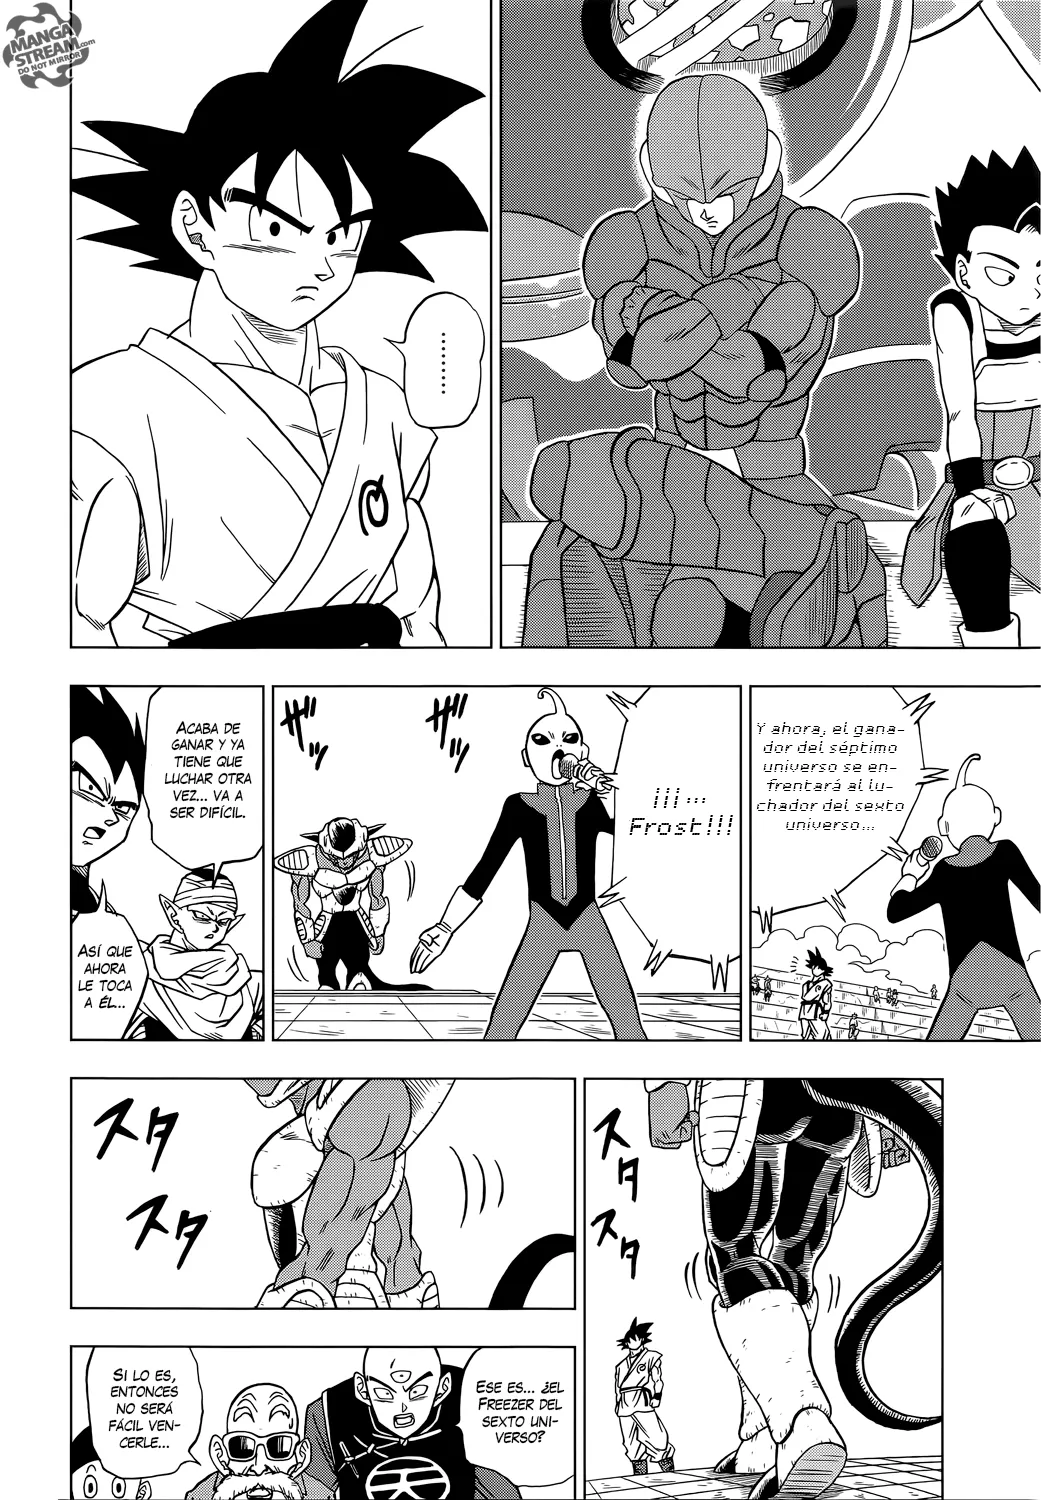 MANGA
STREAM.com
DO NOT MIRROR!
.........
Y ahora, el gana-
dor del séptimo
universo se en-
frentará al lu-
chador del sexto
universo...
¡¡¡...
Frost!!!
ザッ
ザッ
ACABA DE
GANAR Y YA
TIENE QUE
LUCHAR OTRA
VEZ... VA A
SER DIFÍCIL.
ASÍ QUE
AHORA
LE TOCA
A ÉL...
スタ
スタ
スタ
スタ
ESE ES... ¿EL
FREEZER DEL
SEXTO UNI-
VERSO?
天
SI LO ES,
ENTONCES
NO SERÁ
FÁCIL VEN-
CERLE...